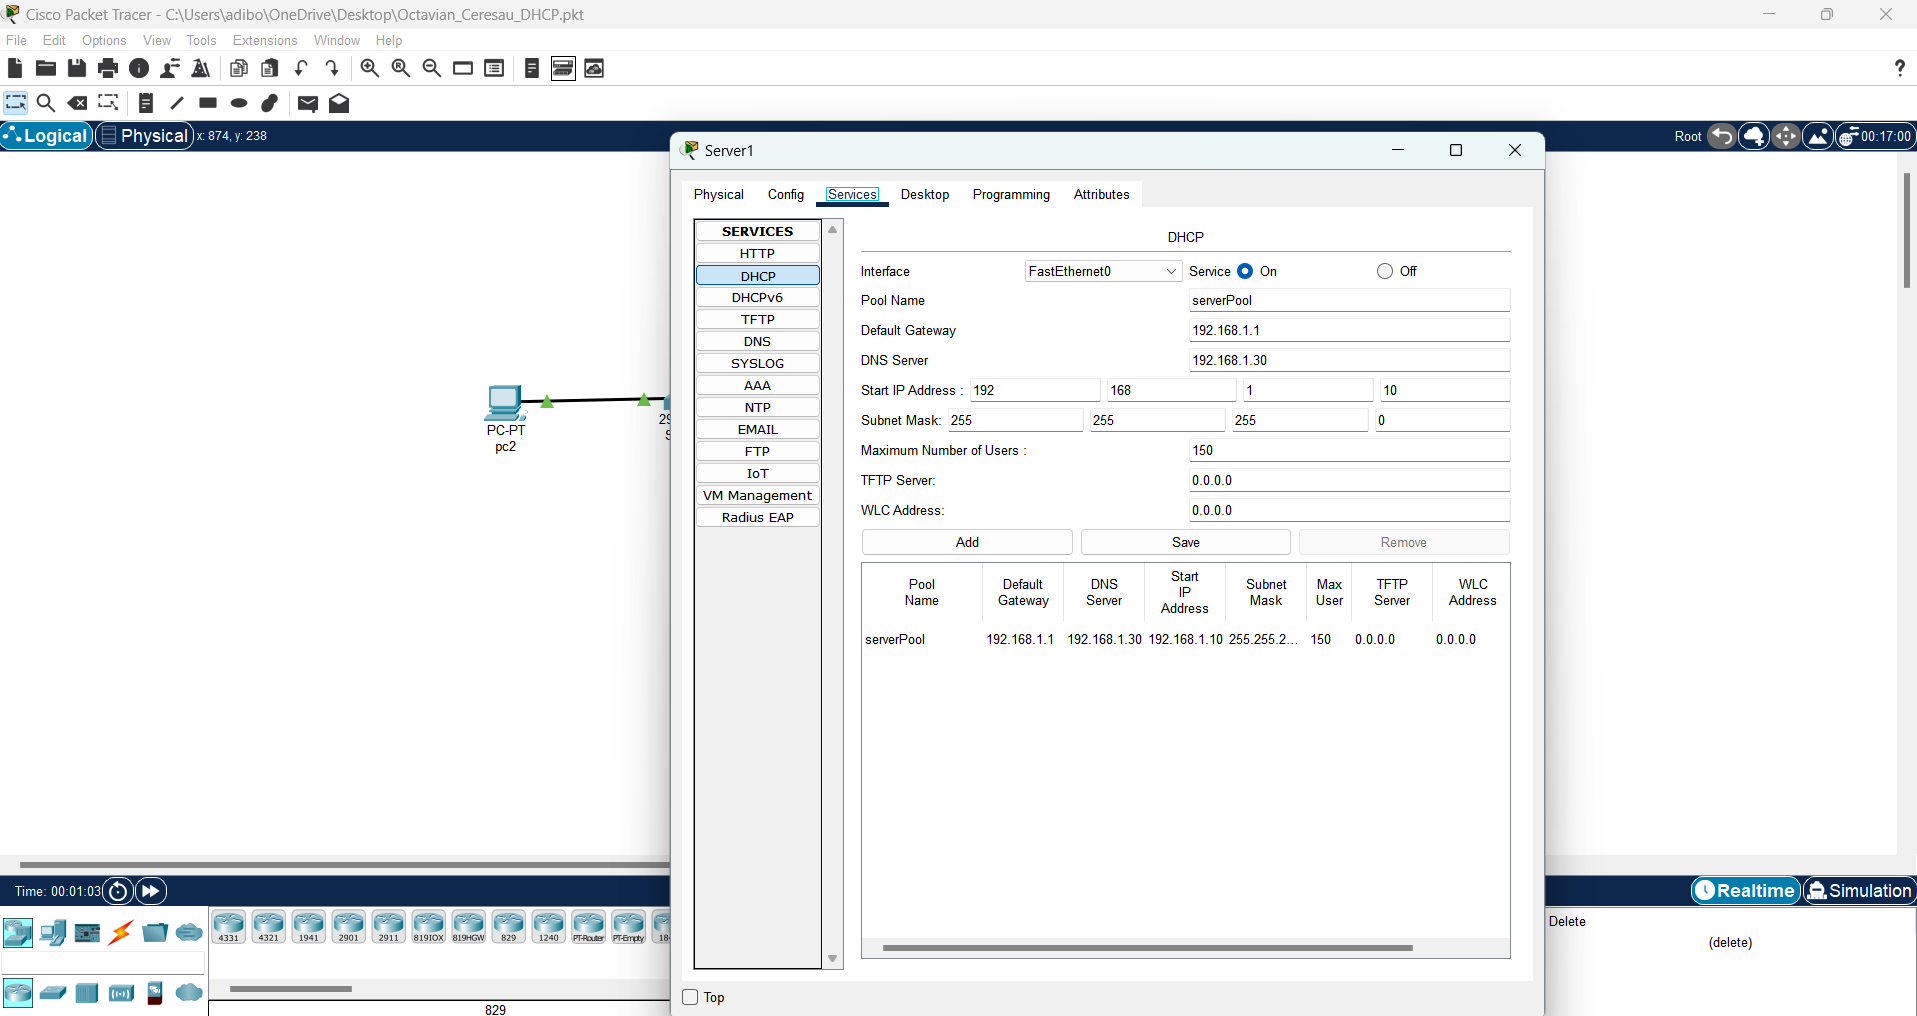 Cisco Packet Tracer - C:\Users\adibo\OneDrive\Desktop\Octavian_Ceresau_DHCP.pkt
File Edit Options View Tools Extensions Window Help
?
Logical Physical x: 874, y: 238 Root 00:17:00
Server1
Physical Config Services Desktop Programming Attributes
SERVICES
HTTP
DHCP
DHCPv6
TFTP
DNS
SYSLOG
AAA
NTP
EMAIL
FTP
IoT
VM Management
Radius EAP
DHCP
Interface FastEthernet0 Service On Off
Pool Name serverPool
Default Gateway 192.168.1.1
DNS Server 192.168.1.30
Start IP Address : 192 168 1 10
Subnet Mask: 255 255 255 0
Maximum Number of Users : 150
TFTP Server: 0.0.0.0
WLC Address: 0.0.0.0
Add Save Remove
Pool Name Default Gateway DNS Server Start IP Address Subnet Mask Max User TFTP Server WLC Address
serverPool 192.168.1.1 192.168.1.30 192.168.1.10 255.255.2... 150 0.0.0.0 0.0.0.0
Top
PC-PT
pc2
29
S
Time: 00:01:03 Realtime Simulation
4331 4321 1941 2901 2911 819IOX 819HGW 829 1240 PT-Router PT-Empty 184
829
Delete
(delete)